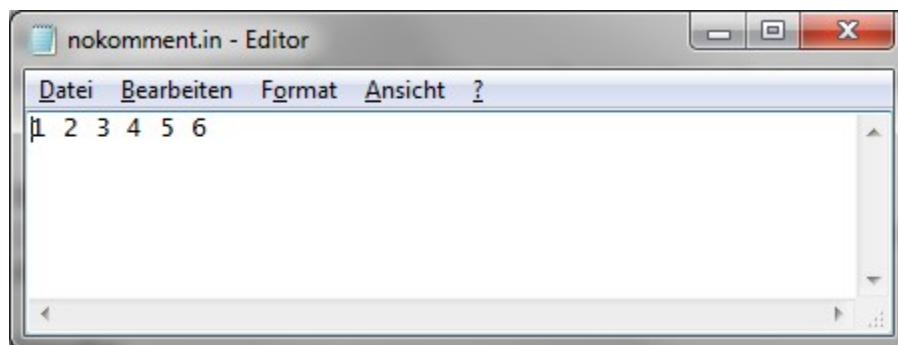 nokomment.in - Editor
Datei Bearbeiten Format Ansicht ?
1 2 3 4 5 6